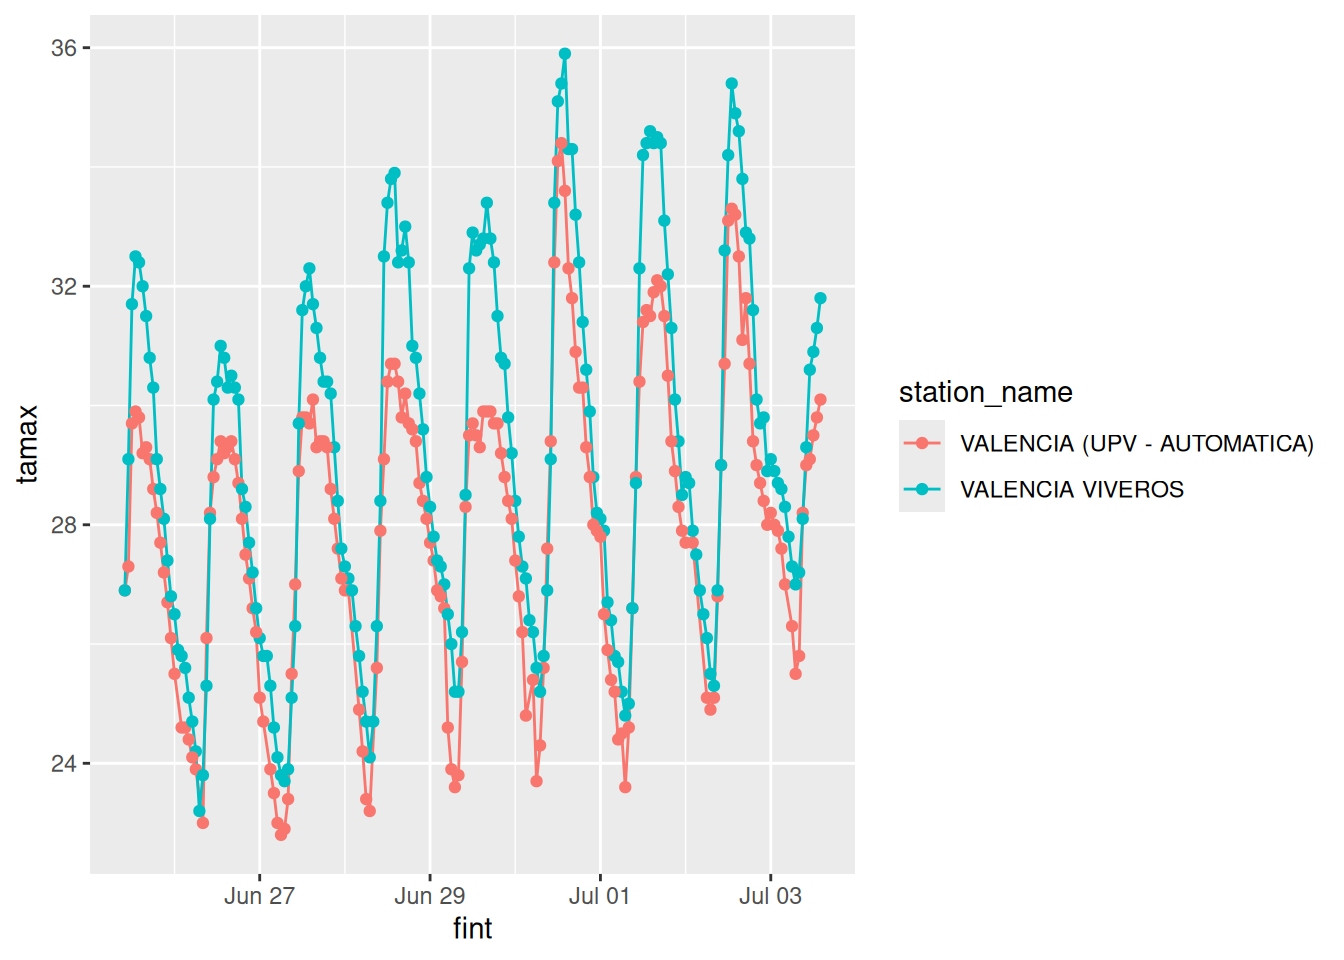 36
32
28
24
tamax
Jun 27
Jun 29
Jul 01
Jul 03
fint
station_name
VALENCIA (UPV - AUTOMATICA)
VALENCIA VIVEROS